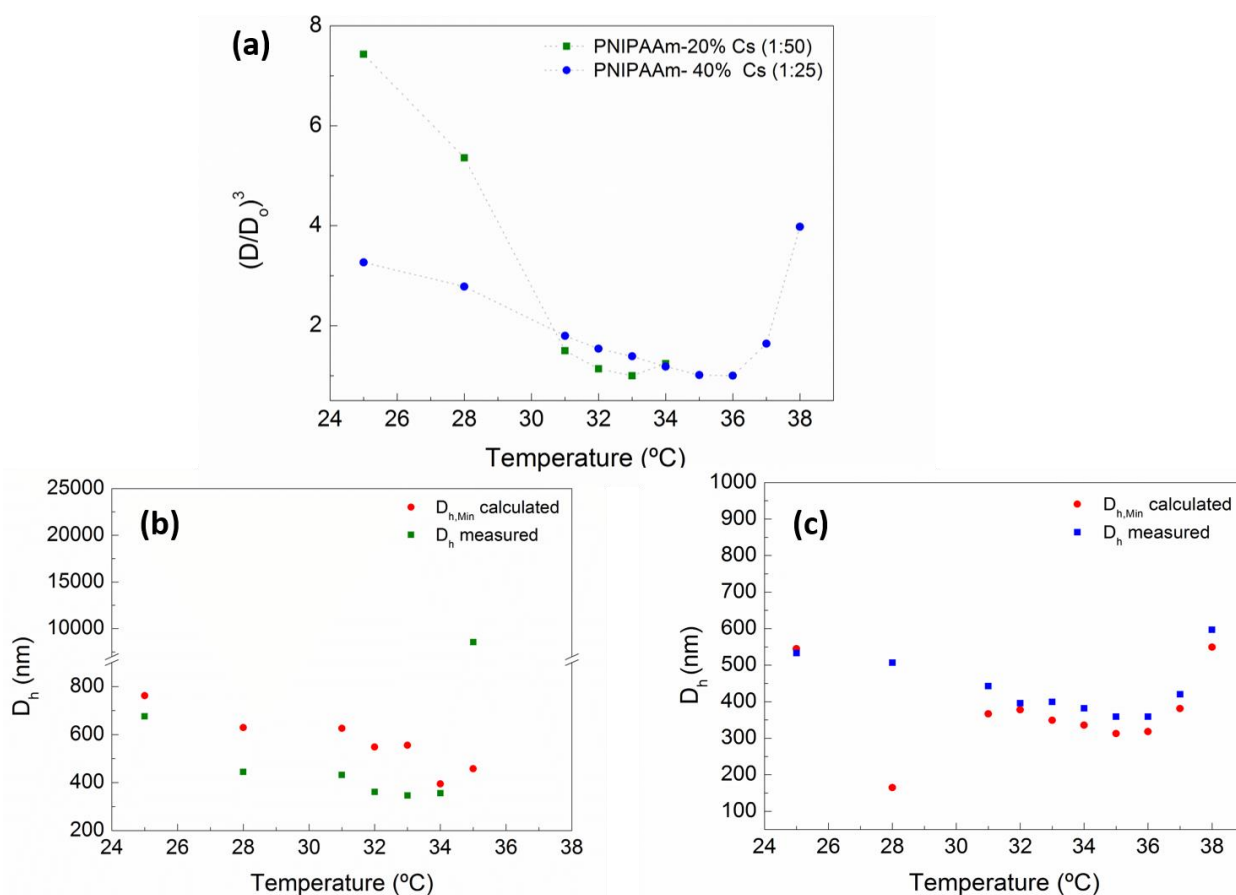 (a)
8
6
4
2
(D/Do)3
PNIPAAm-20% Cs (1:50)
PNIPAAm- 40%  Cs (1:25)
24 26 28 30 32 34 36 38
Temperature (ºC)
(b)
25000
20000
15000
10000
800
600
400
200
Dh (nm)
Dh,Min calculated
Dh measured
24 26 28 30 32 34 36 38
Temperature (ºC)
(c)
1000
900
800
700
600
500
400
300
200
100
Dh (nm)
Dh,Min calculated
Dh measured
24 26 28 30 32 34 36 38
Temperature (ºC)